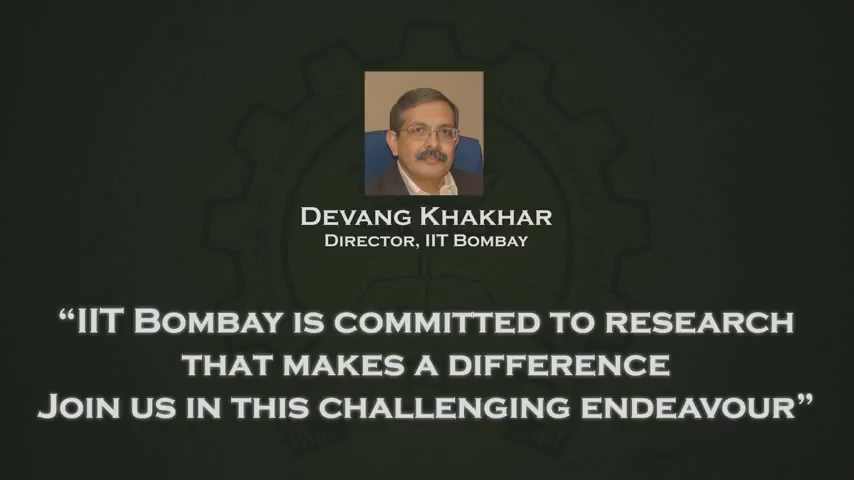 Devang Khakhar
Director, IIT Bombay
“IIT Bombay is committed to research
that makes a difference
Join us in this challenging endeavour”